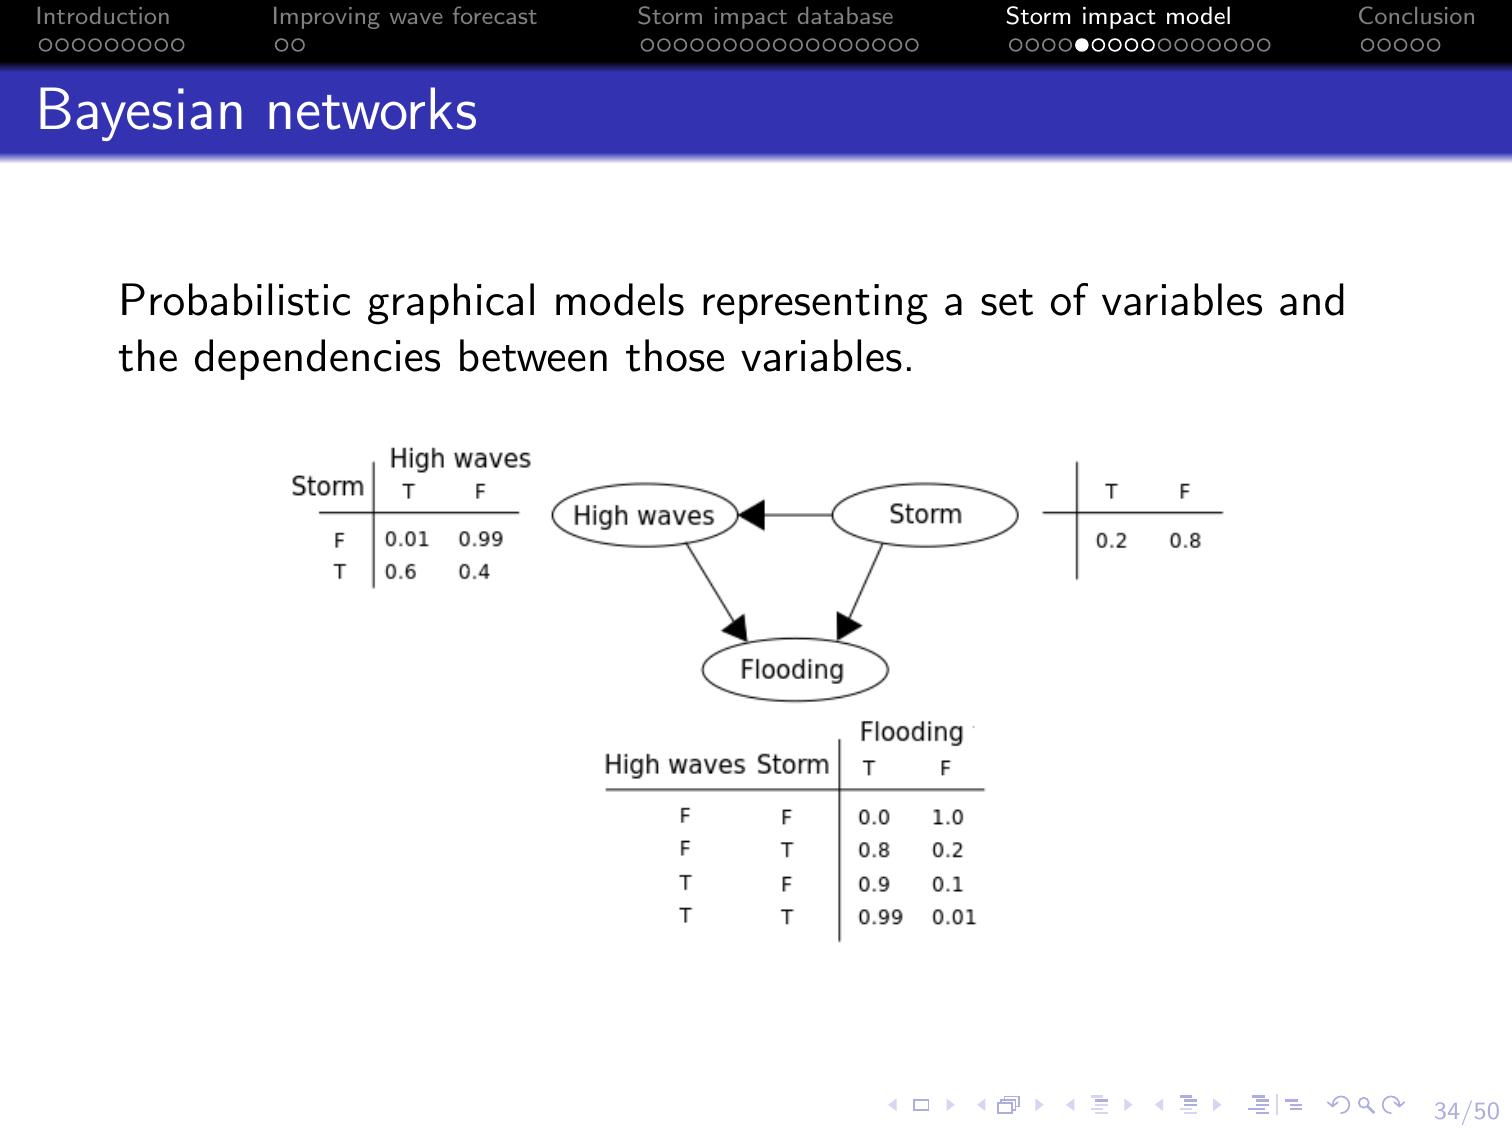 Introduction Improving wave forecast Storm impact database Storm impact model Conclusion
Bayesian networks
Probabilistic graphical models representing a set of variables and
the dependencies between those variables.
High waves
Storm T F
F 0.01 0.99
T 0.6 0.4
High waves
Storm
T F
0.2 0.8
Flooding
Flooding
High waves Storm T F
F F 0.0 1.0
F T 0.8 0.2
T F 0.9 0.1
T T 0.99 0.01
34/50